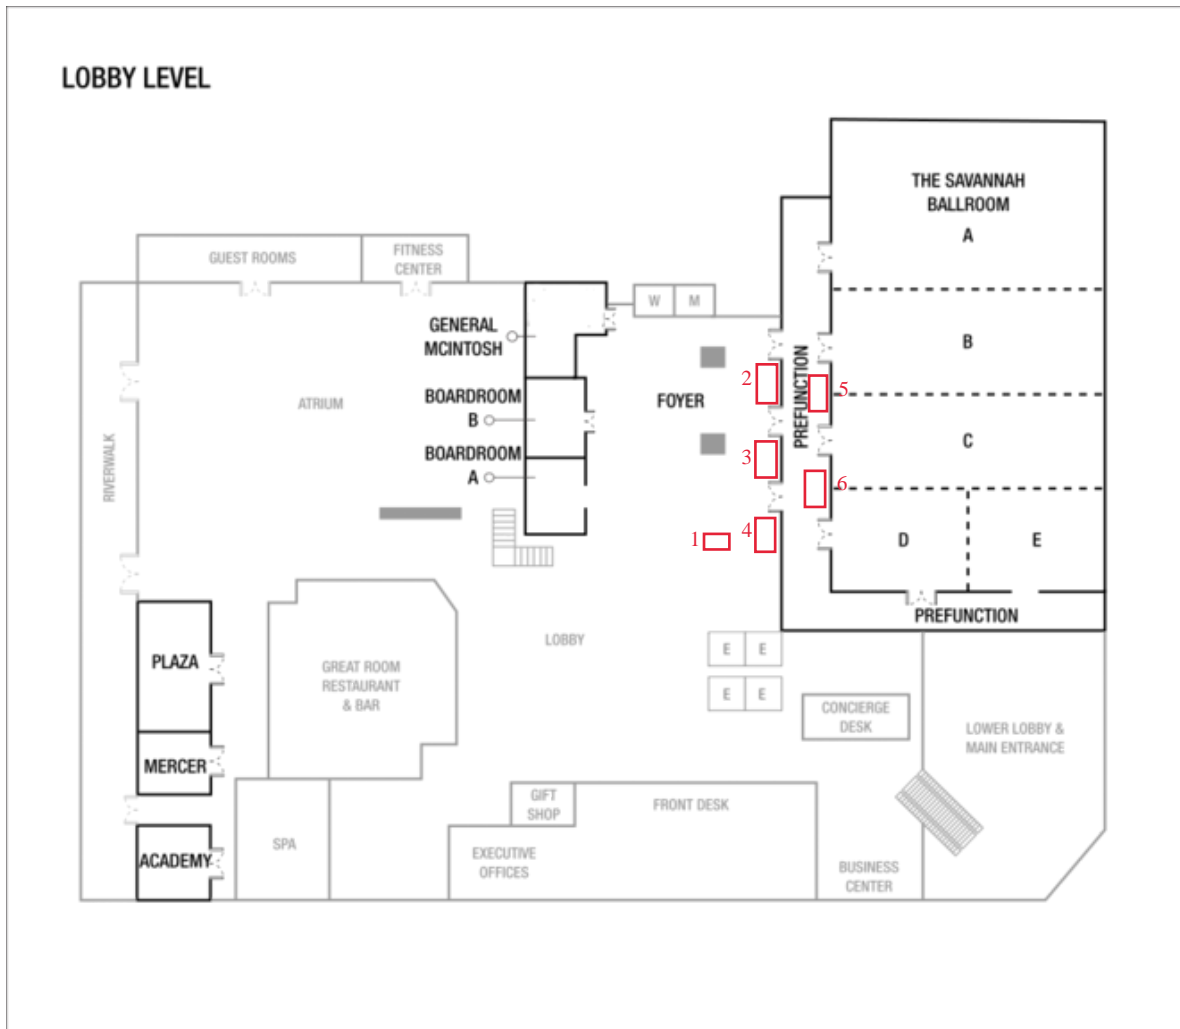 LOBBY LEVEL
THE SAVANNAH
BALLROOM
A
GUEST ROOMS
FITNESS
CENTER
W
M
GENERAL
MCINTOSH
B
PREFUNCTION
2
5
BOARDROOM
B
ATRIUM
FOYER
RIVERWALK
BOARDROOM
A
3
C
6
1
4
D
E
PREFUNCTION
LOBBY
E
E
E
E
PLAZA
GREAT ROOM
RESTAURANT
& BAR
CONCIERGE
DESK
LOWER LOBBY &
MAIN ENTRANCE
MERCER
GIFT
SHOP
FRONT DESK
SPA
EXECUTIVE
OFFICES
ACADEMY
BUSINESS
CENTER